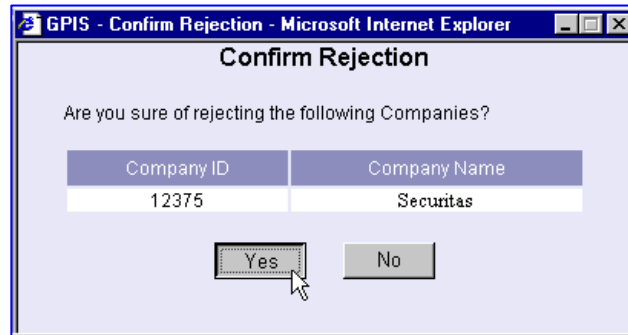 GPIS - Confirm Rejection - Microsoft Internet Explorer
Confirm Rejection
Are you sure of rejecting the following Companies?
Company ID Company Name
12375 Securitas
Yes No